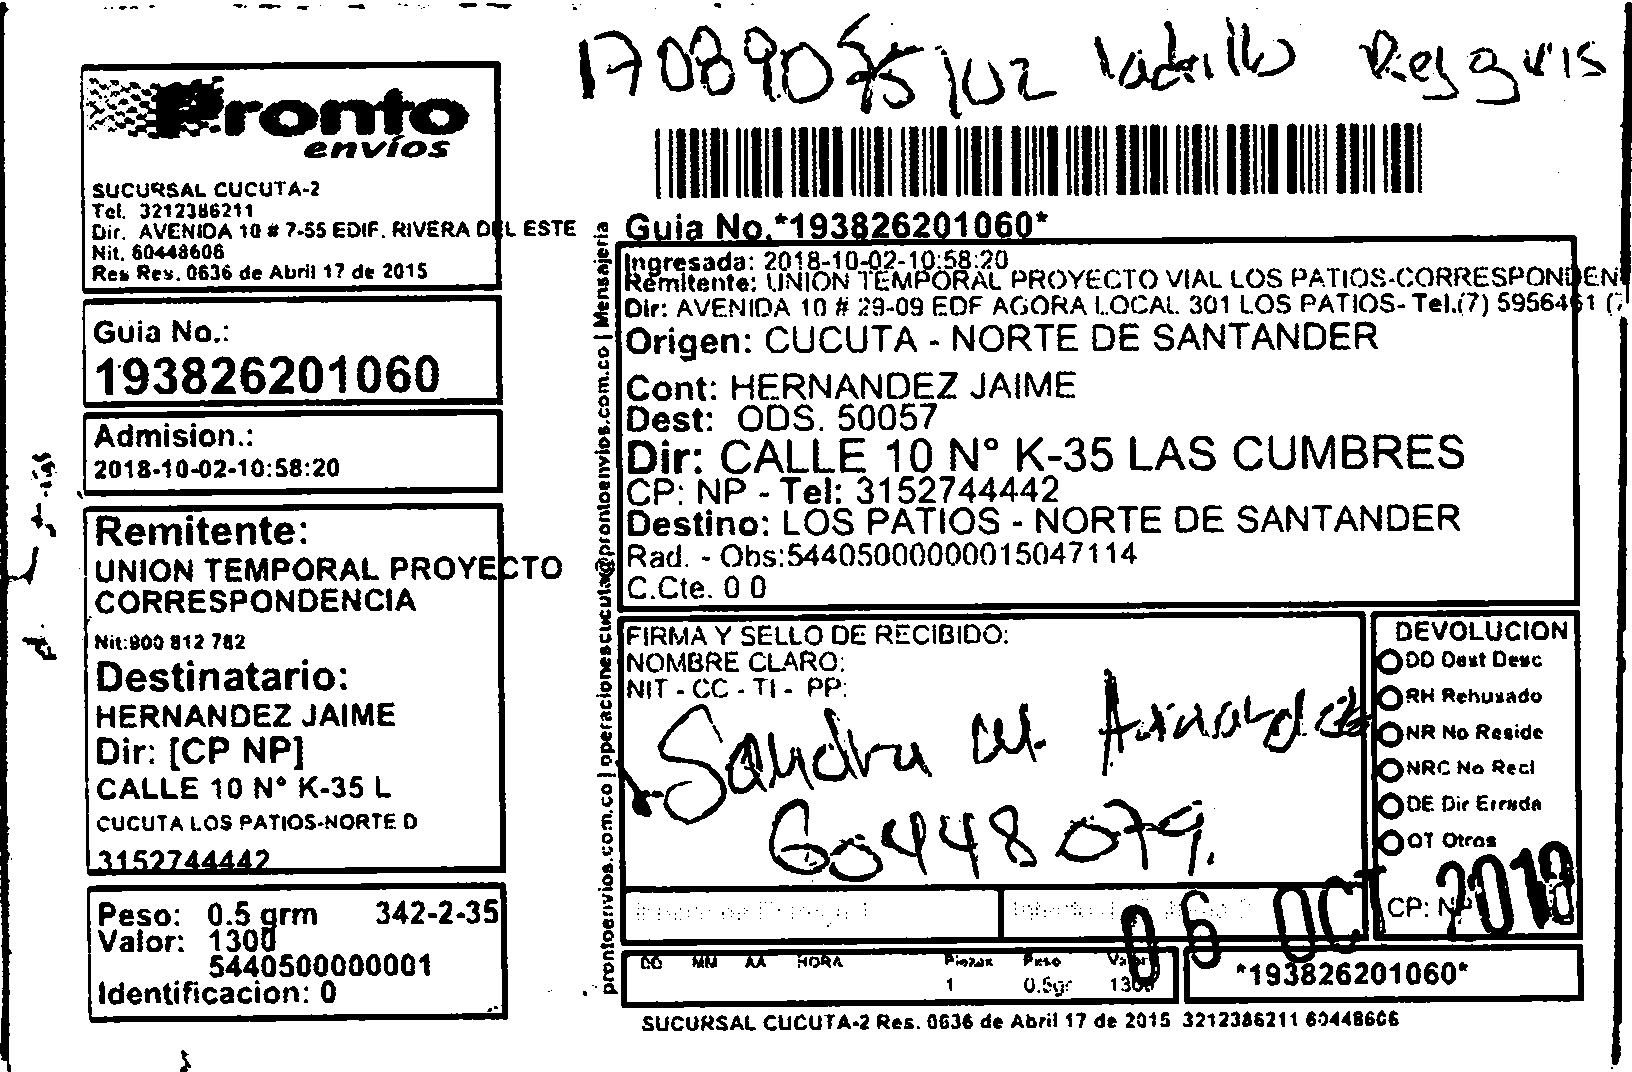 17089075 luz ladrillo Rejas gris
Pronto
envíos
SUCURSAL CUCUTA-2
Tel. 3212386211
Dir. AVENIDA 10 # 7-55 EDIF. RIVERA DEL ESTE
Nit. 60448606
Res Res. 0636 de Abril 17 de 2015
Guia No.:
193826201060
Admision.:
2018-10-02-10:58:20
Remitente:
UNION TEMPORAL PROYECTO
CORRESPONDENCIA
Nit:900 812 782
Destinatario:
HERNANDEZ JAIME
Dir: [CP NP]
CALLE 10 N° K-35 L
CUCUTA LOS PATIOS-NORTE D
3152744442
Peso: 0.5 grm 342-2-35
Valor: 1300
5440500000001
Identificacion: 0
prontoenvios.com.co | operacionescucuta@prontoenvios.com.co | Mensajeria
Guia No.*193826201060*
Ingresada: 2018-10-02-10:58:20
Remitente: UNION TEMPORAL PROYECTO VIAL LOS PATIOS-CORRESPONDEN
Dir: AVENIDA 10 # 29-09 EDF AGORA LOCAL 301 LOS PATIOS- Tel.(7) 5956461 (7
Origen: CUCUTA - NORTE DE SANTANDER
Cont: HERNANDEZ JAIME
Dest: ODS. 50057
Dir: CALLE 10 N° K-35 LAS CUMBRES
CP: NP - Tel: 3152744442
Destino: LOS PATIOS - NORTE DE SANTANDER
Rad. - Obs:54405000000015047114
C.Cte. 0 0
FIRMA Y SELLO DE RECIBIDO:
NOMBRE CLARO:
NIT - CC - TI - PP:
Sandra M.
60448079.
DEVOLUCION
DD Dest Desc
RH Rehusado
NR No Reside
NRC No Recl
DE Dir Errada
OT Otros
CP: NP
06 OCT 2018
DD MM AA HORA Piezas Peso Valor
1 0.5gr 1300
*193826201060*
SUCURSAL CUCUTA-2 Res. 0636 de Abril 17 de 2015 3212386211 60448606